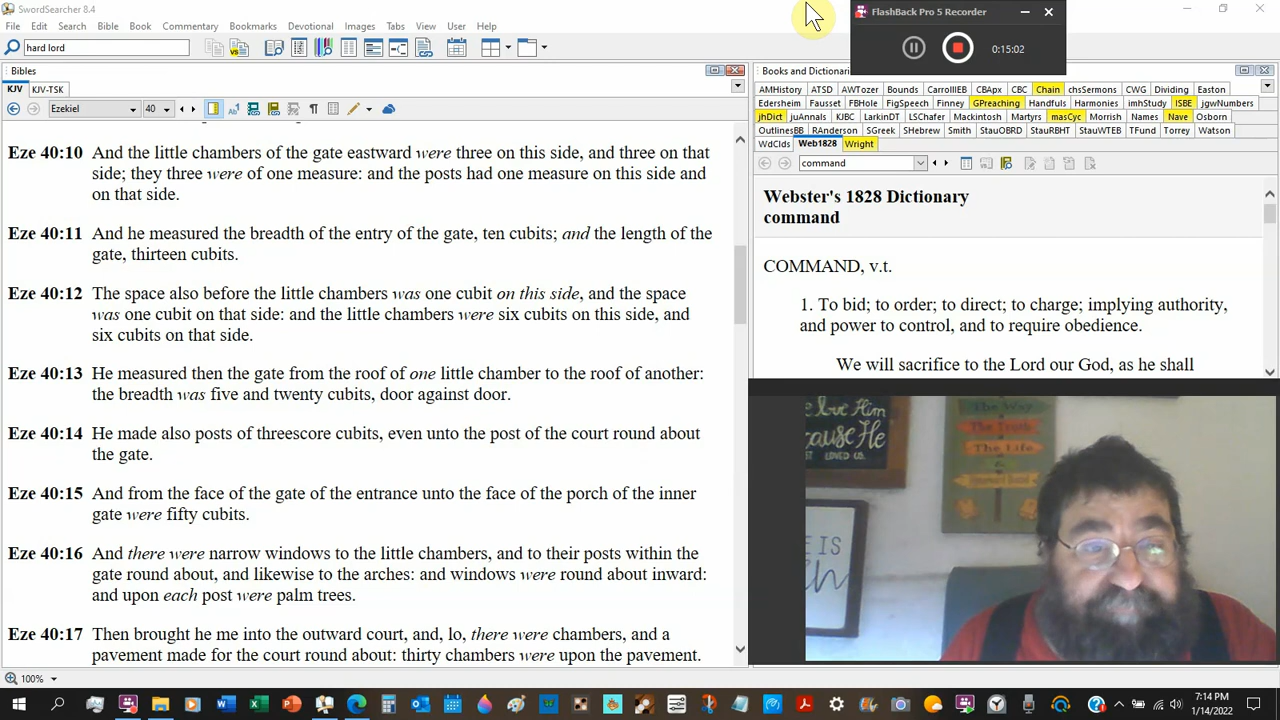 SwordSearcher 8.4
File Edit Search Bible Book Commentary Bookmarks Devotional Images Tabs View User Help
hard lord
FlashBack Pro 5 Recorder
0:15:02
Bibles
KJV KJV-TSK
Ezekiel 40
Eze 40:10 And the little chambers of the gate eastward were three on this side, and three on that
side; they three were of one measure: and the posts had one measure on this side and
on that side.
Eze 40:11 And he measured the breadth of the entry of the gate, ten cubits; and the length of the
gate, thirteen cubits.
Eze 40:12 The space also before the little chambers was one cubit on this side, and the space
was one cubit on that side: and the little chambers were six cubits on this side, and
six cubits on that side.
Eze 40:13 He measured then the gate from the roof of one little chamber to the roof of another:
the breadth was five and twenty cubits, door against door.
Eze 40:14 He made also posts of threescore cubits, even unto the post of the court round about
the gate.
Eze 40:15 And from the face of the gate of the entrance unto the face of the porch of the inner
gate were fifty cubits.
Eze 40:16 And there were narrow windows to the little chambers, and to their posts within the
gate round about, and likewise to the arches: and windows were round about inward:
and upon each post were palm trees.
Eze 40:17 Then brought he me into the outward court, and, lo, there were chambers, and a
pavement made for the court round about: thirty chambers were upon the pavement.
100%
Books and Dictionar
AMHistory ATSD AWTozer Bounds CarrollIEB CBApx CBC Chain chsSermons CWG Dividing Easton
Edersheim Fausset FBHole FigSpeech Finney GPreaching Handfuls Harmonies imhStudy ISBE jgwNumbers
jhDict juAnnals KJBC LarkinDT LSChafer Mackintosh Martyrs masCyc Morrish Names Nave Osborn
OutlinesBB RAnderson SGreek SHebrew Smith StauOBRD StauRBHT StauWTEB TFund Torrey Watson
WdClds Web1828 Wright
command
Webster's 1828 Dictionary
command
COMMAND, v.t.
1. To bid; to order; to direct; to charge; implying authority,
and power to control, and to require obedience.
We will sacrifice to the Lord our God, as he shall
love Him
cause He
LOVED US.
The Way
The Truth
The Life
E IS
7:14 PM
1/14/2022